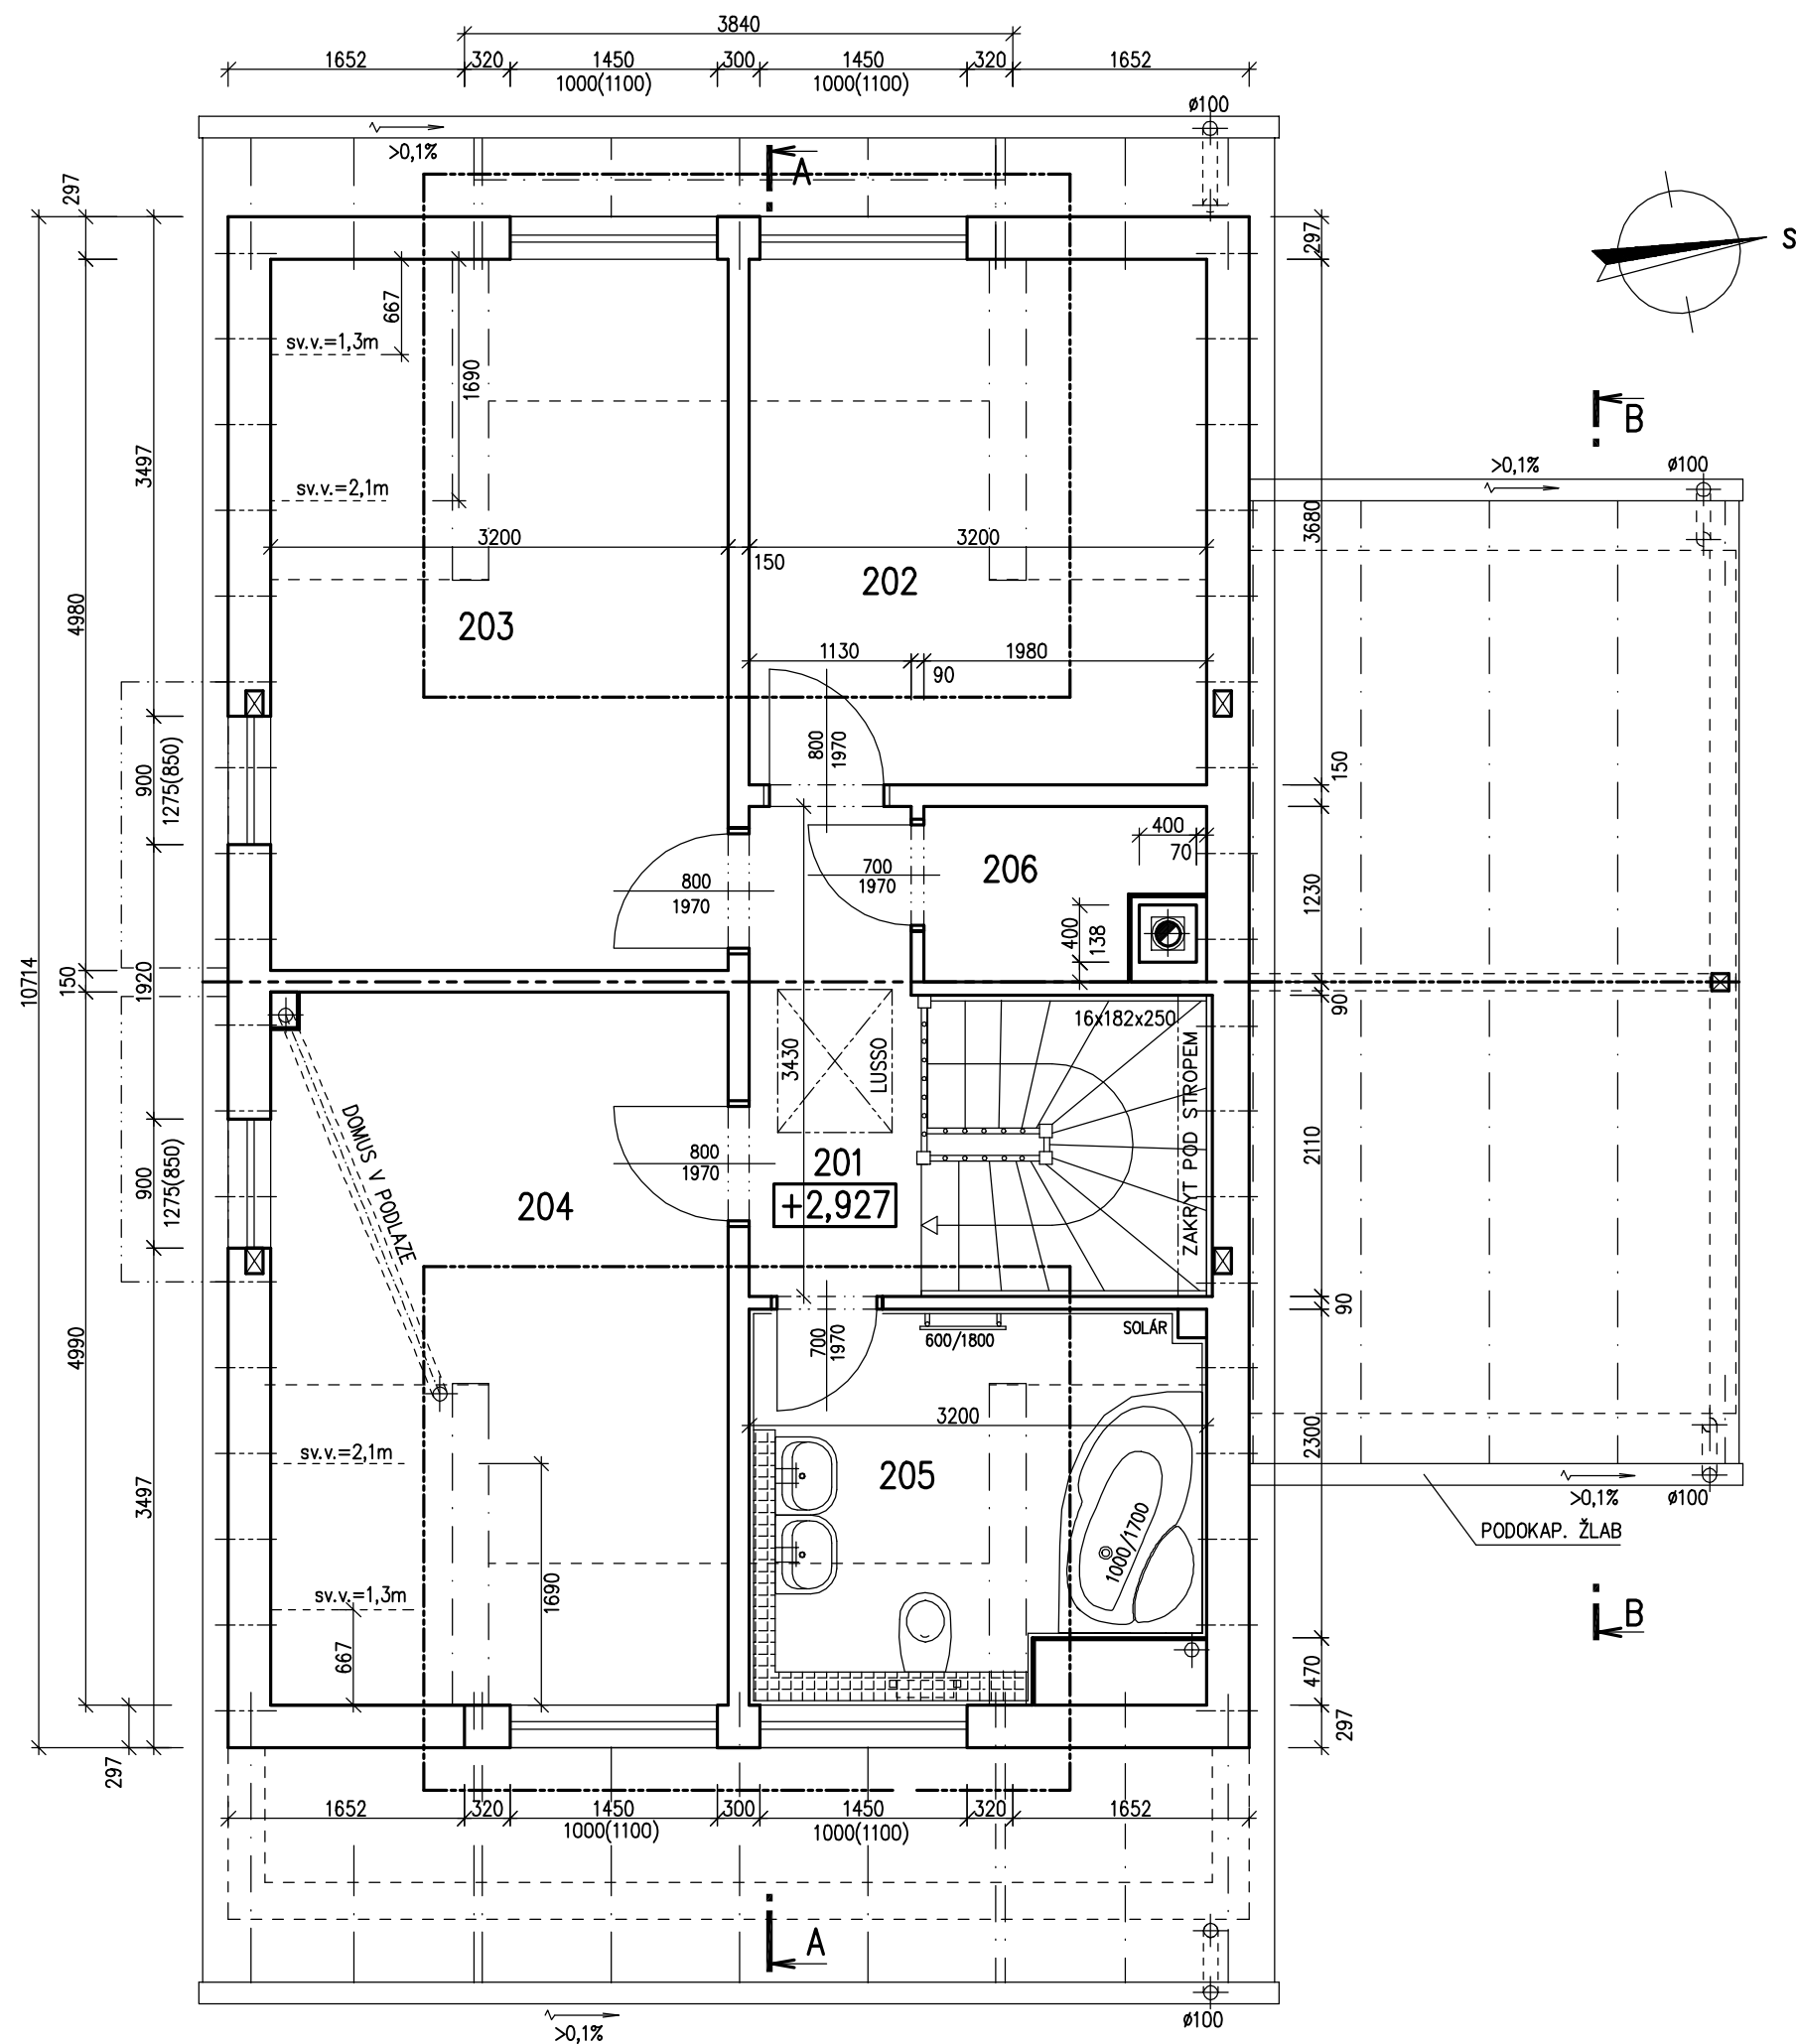 3840
1652 320 1450 300 1450 320 1652
1000(1100) 1000(1100)
ø100
>0,1%
A
297
297
S
667
sv.v.=1,3m
1690
B
>0,1% ø100
3497
sv.v.=2,1m
3680
3200 3200
150
202
203
4980
1130 1980
90
800
1970
900
1275(850)
150
400
70
800
1970
700
1970
206
1230
400
138
10714
150
1920
90
16x182x250
3430
LUSSO
ZAKRÝT POD STROPEM
DOMUS V PODLAZE
2110
900
1275(850)
800
1970
201
+2,927
204
90
4990
700
1970
600/1800
SOLÁR
3200
2300
sv.v.=2,1m
205
3497
>0,1% ø100
PODOKAP. ŽLAB
1000/1700
1690
sv.v.=1,3m
667
B
470
297
297
1652 320 1450 300 1450 320 1652
1000(1100) 1000(1100)
A
ø100
>0,1%